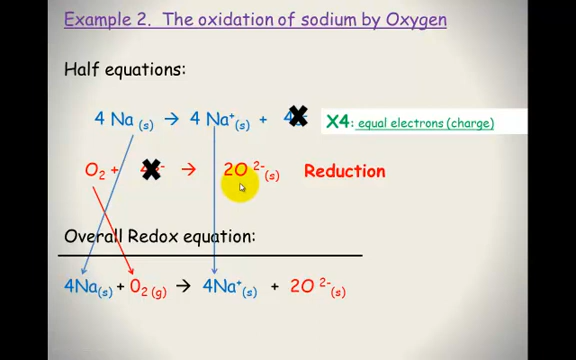 Example 2. The oxidation of sodium by Oxygen
Half equations:
4 Na (s) → 4 Na⁺(s) + 4
X4: equal electrons (charge)
O₂ + → 2O ²⁻(s) Reduction
Overall Redox equation:
4Na(s) + O₂ (g) → 4Na⁺(s) + 2O ²⁻(s)